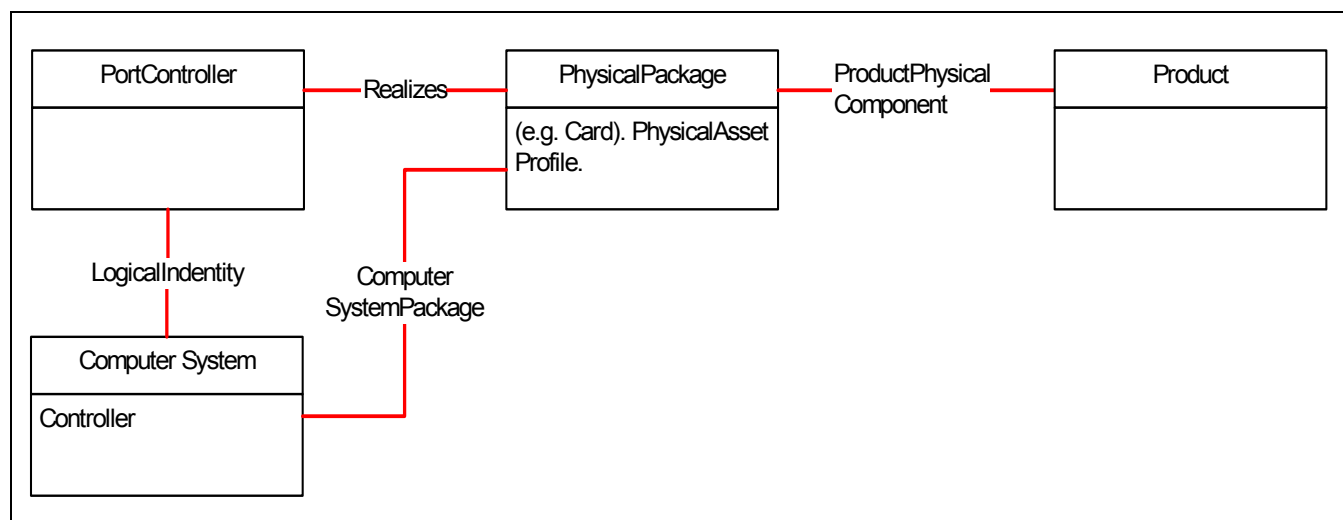 PortController
Realizes
PhysicalPackage
(e.g. Card). PhysicalAsset
Profile.
ProductPhysical
Component
Product
LogicalIndentity
Computer
SystemPackage
Computer System
Controller